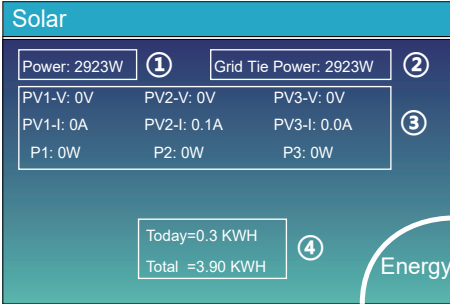 Solar
Power: 2923W ① Grid Tie Power: 2923W ②
PV1-V: 0V PV2-V: 0V PV3-V: 0V
PV1-I: 0A PV2-I: 0.1A PV3-I: 0.0A ③
P1: 0W P2: 0W P3: 0W
Today=0.3 KWH
Total =3.90 KWH ④
Energy